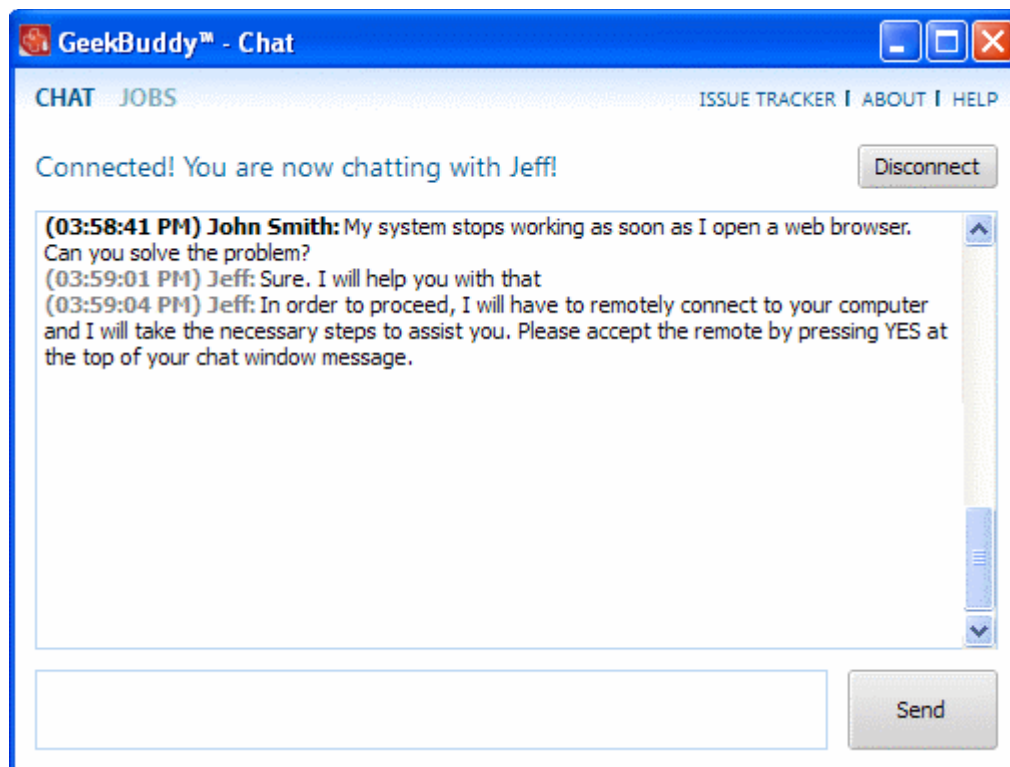 GeekBuddy™ - Chat
CHAT JOBS
ISSUE TRACKER | ABOUT | HELP
Connected! You are now chatting with Jeff!
Disconnect
(03:58:41 PM) John Smith: My system stops working as soon as I open a web browser.
Can you solve the problem?
(03:59:01 PM) Jeff: Sure. I will help you with that
(03:59:04 PM) Jeff: In order to proceed, I will have to remotely connect to your computer
and I will take the necessary steps to assist you. Please accept the remote by pressing YES at
the top of your chat window message.
Send